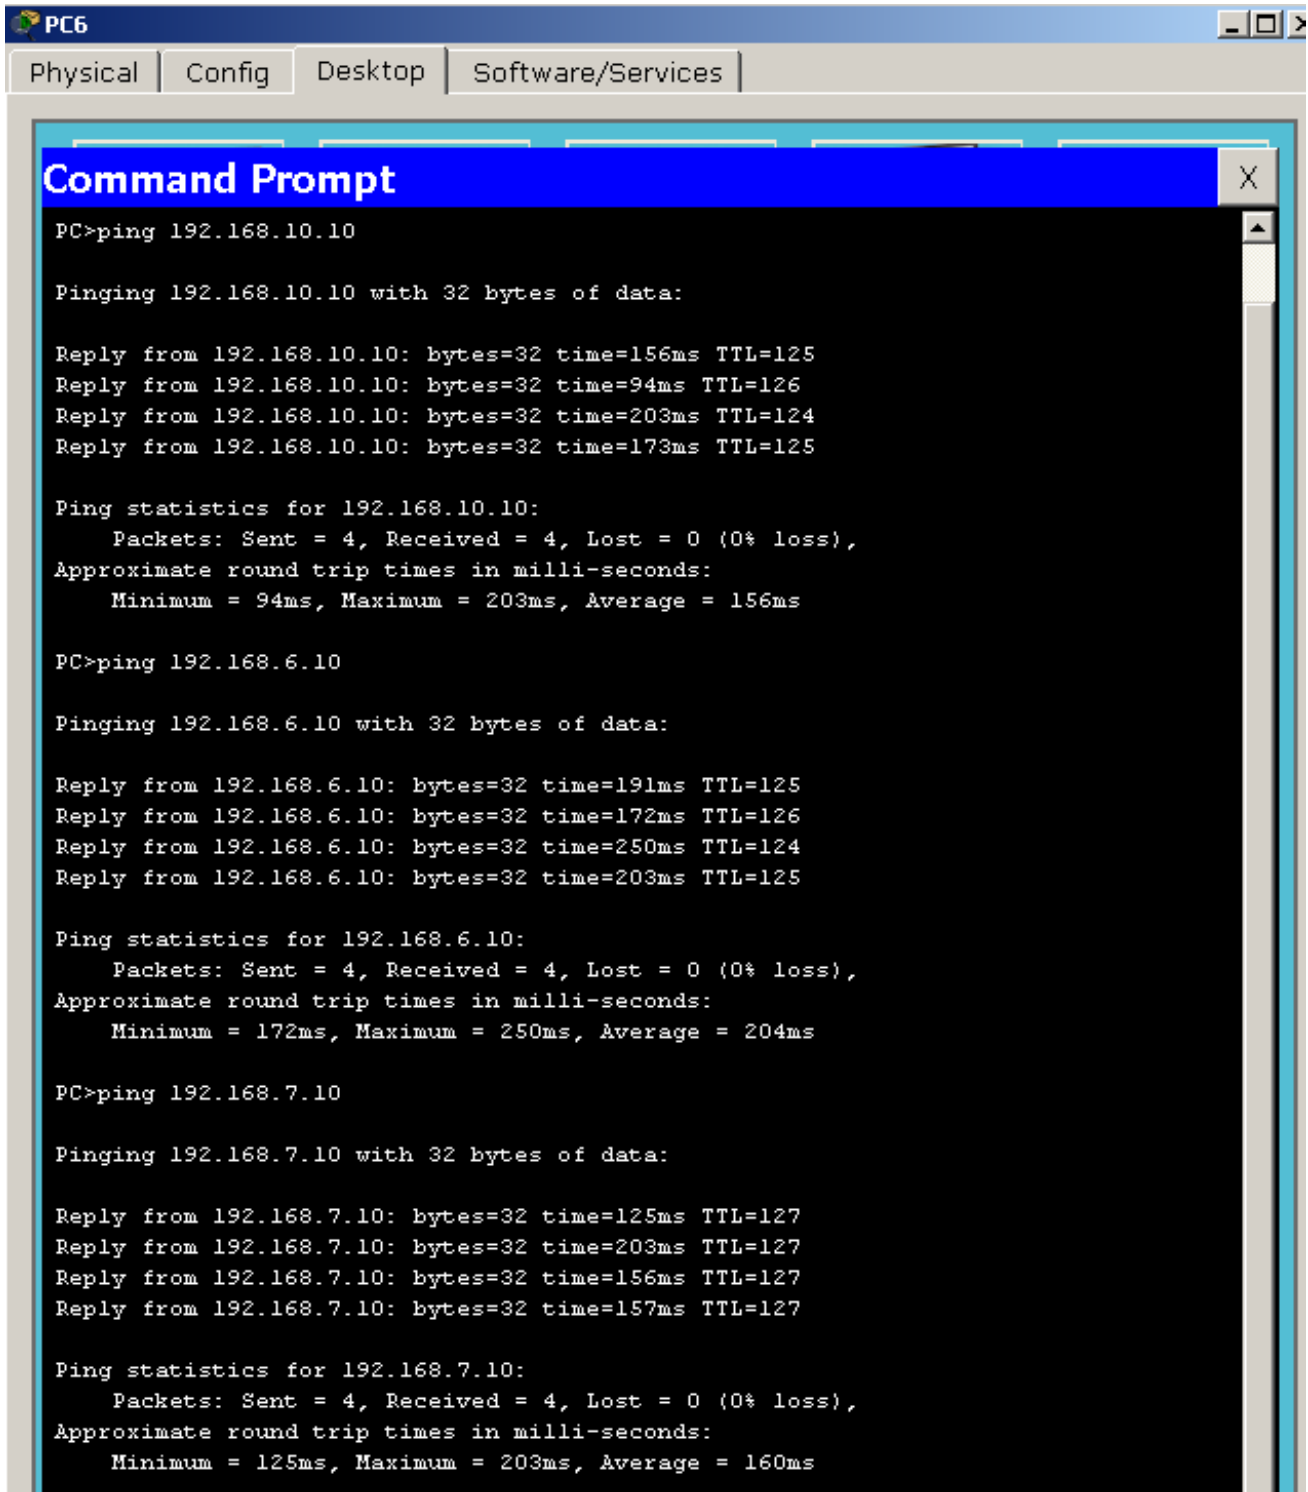 PC6
Physical Config Desktop Software/Services
Command Prompt X
PC>ping 192.168.10.10
Pinging 192.168.10.10 with 32 bytes of data:
Reply from 192.168.10.10: bytes=32 time=156ms TTL=125
Reply from 192.168.10.10: bytes=32 time=94ms TTL=126
Reply from 192.168.10.10: bytes=32 time=203ms TTL=124
Reply from 192.168.10.10: bytes=32 time=173ms TTL=125
Ping statistics for 192.168.10.10:
Packets: Sent = 4, Received = 4, Lost = 0 (0% loss),
Approximate round trip times in milli-seconds:
Minimum = 94ms, Maximum = 203ms, Average = 156ms
PC>ping 192.168.6.10
Pinging 192.168.6.10 with 32 bytes of data:
Reply from 192.168.6.10: bytes=32 time=191ms TTL=125
Reply from 192.168.6.10: bytes=32 time=172ms TTL=126
Reply from 192.168.6.10: bytes=32 time=250ms TTL=124
Reply from 192.168.6.10: bytes=32 time=203ms TTL=125
Ping statistics for 192.168.6.10:
Packets: Sent = 4, Received = 4, Lost = 0 (0% loss),
Approximate round trip times in milli-seconds:
Minimum = 172ms, Maximum = 250ms, Average = 204ms
PC>ping 192.168.7.10
Pinging 192.168.7.10 with 32 bytes of data:
Reply from 192.168.7.10: bytes=32 time=125ms TTL=127
Reply from 192.168.7.10: bytes=32 time=203ms TTL=127
Reply from 192.168.7.10: bytes=32 time=156ms TTL=127
Reply from 192.168.7.10: bytes=32 time=157ms TTL=127
Ping statistics for 192.168.7.10:
Packets: Sent = 4, Received = 4, Lost = 0 (0% loss),
Approximate round trip times in milli-seconds:
Minimum = 125ms, Maximum = 203ms, Average = 160ms